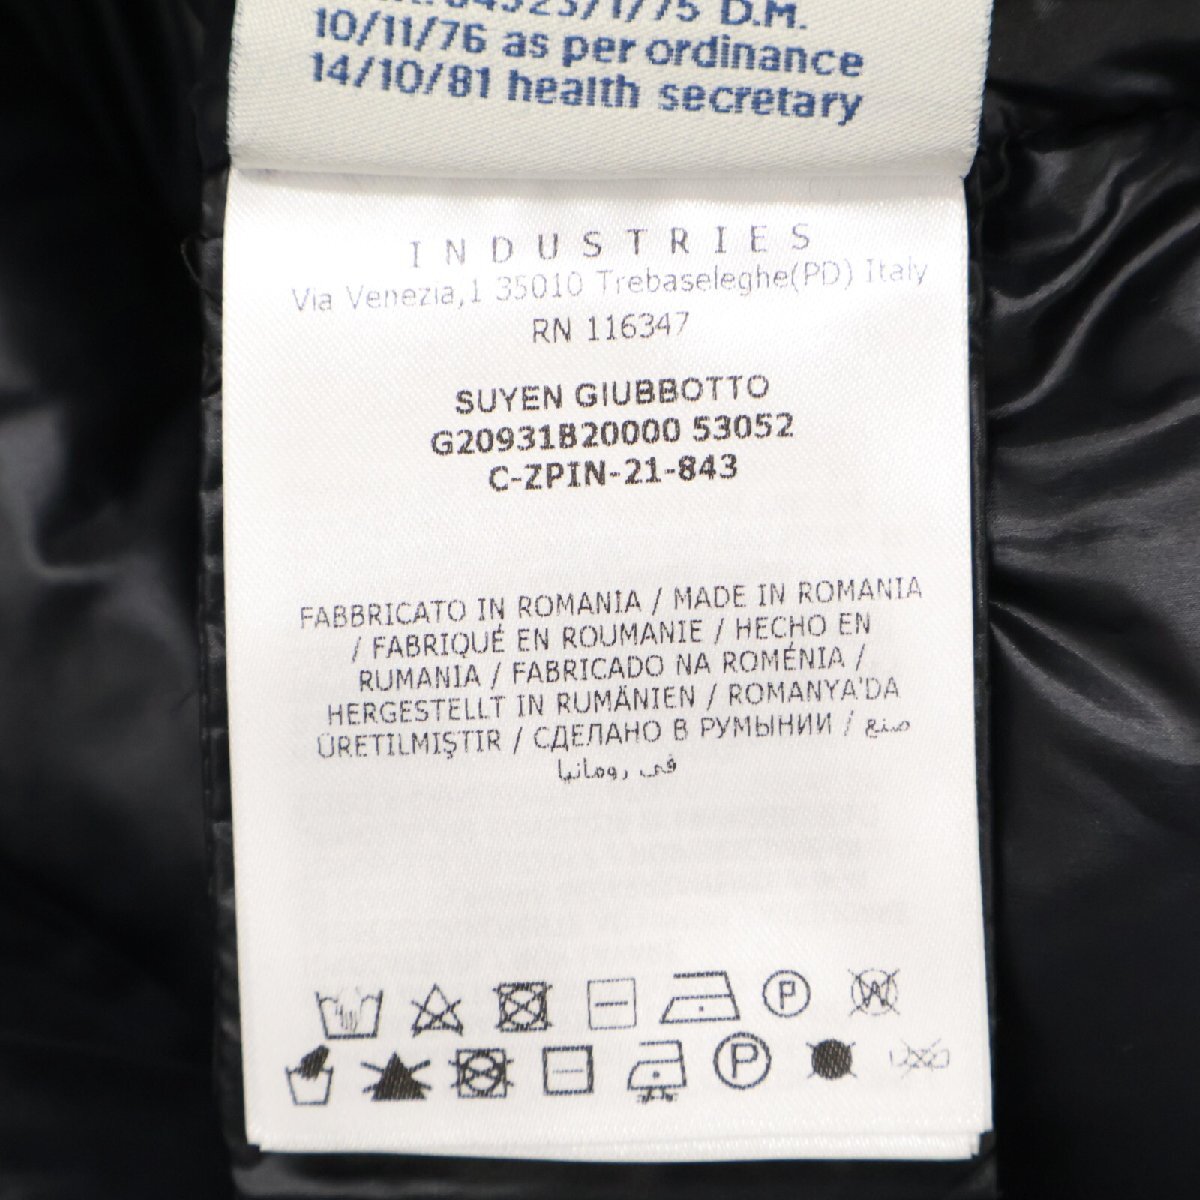 10/11/76 as per ordinance
14/10/81 health secretary
INDUSTRIES
Via Venezia,1 35010 Trebaseleghe(PD) Italy
RN 116347
SUYEN GIUBBOTTO
G20931B20000 53052
C-ZPIN-21-843
FABBRICATO IN ROMANIA / MADE IN ROMANIA
/ FABRIQUÉ EN ROUMANIE / HECHO EN
RUMANIA / FABRICADO NA ROMÉNIA /
HERGESTELLT IN RUMÄNIEN / ROMANYA'DA
ÜRETILMIŞTIR / СДЕЛАНО В РУМЫНИИ / صنع
في رومانيا
P W
P